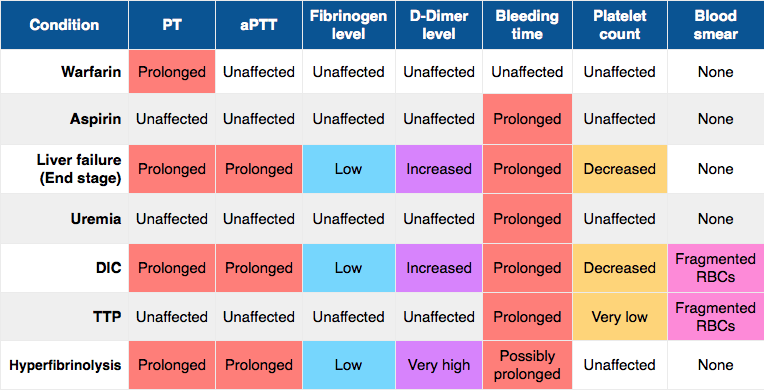 Condition PT aPTT Fibrinogen level D-Dimer level Bleeding time Platelet count Blood smear
Warfarin Prolonged Unaffected Unaffected Unaffected Unaffected Unaffected None
Aspirin Unaffected Unaffected Unaffected Unaffected Prolonged Unaffected None
Liver failure (End stage) Prolonged Prolonged Low Increased Prolonged Decreased None
Uremia Unaffected Unaffected Unaffected Unaffected Prolonged Unaffected None
DIC Prolonged Prolonged Low Increased Prolonged Decreased Fragmented RBCs
TTP Unaffected Unaffected Unaffected Unaffected Prolonged Very low Fragmented RBCs
Hyperfibrinolysis Prolonged Prolonged Low Very high Possibly prolonged Unaffected None